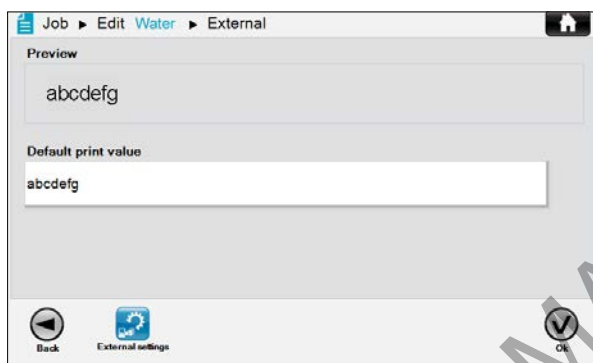 Job ► Edit Water ► External
Preview
abcdefg
Default print value
abcdefg
Back
External settings
Ok